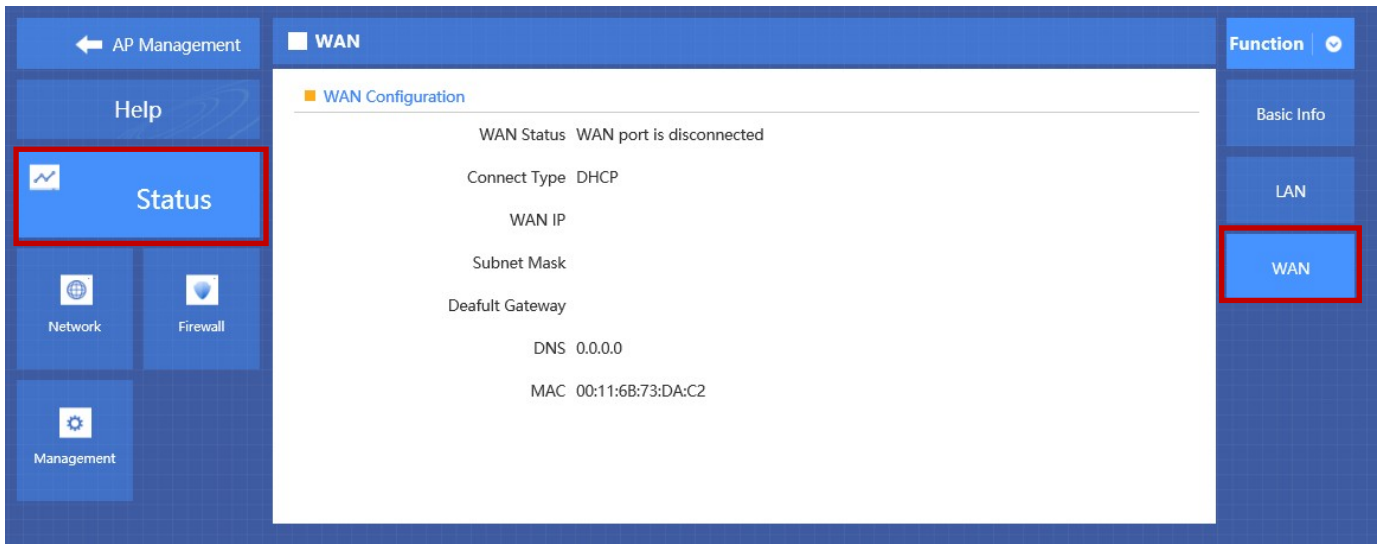 AP Management
WAN
Function
Help
WAN Configuration
Basic Info
WAN Status WAN port is disconnected
Status
Connect Type DHCP
LAN
WAN IP
Subnet Mask
WAN
Deafult Gateway
Network
Firewall
DNS 0.0.0.0
MAC 00:11:6B:73:DA:C2
Management